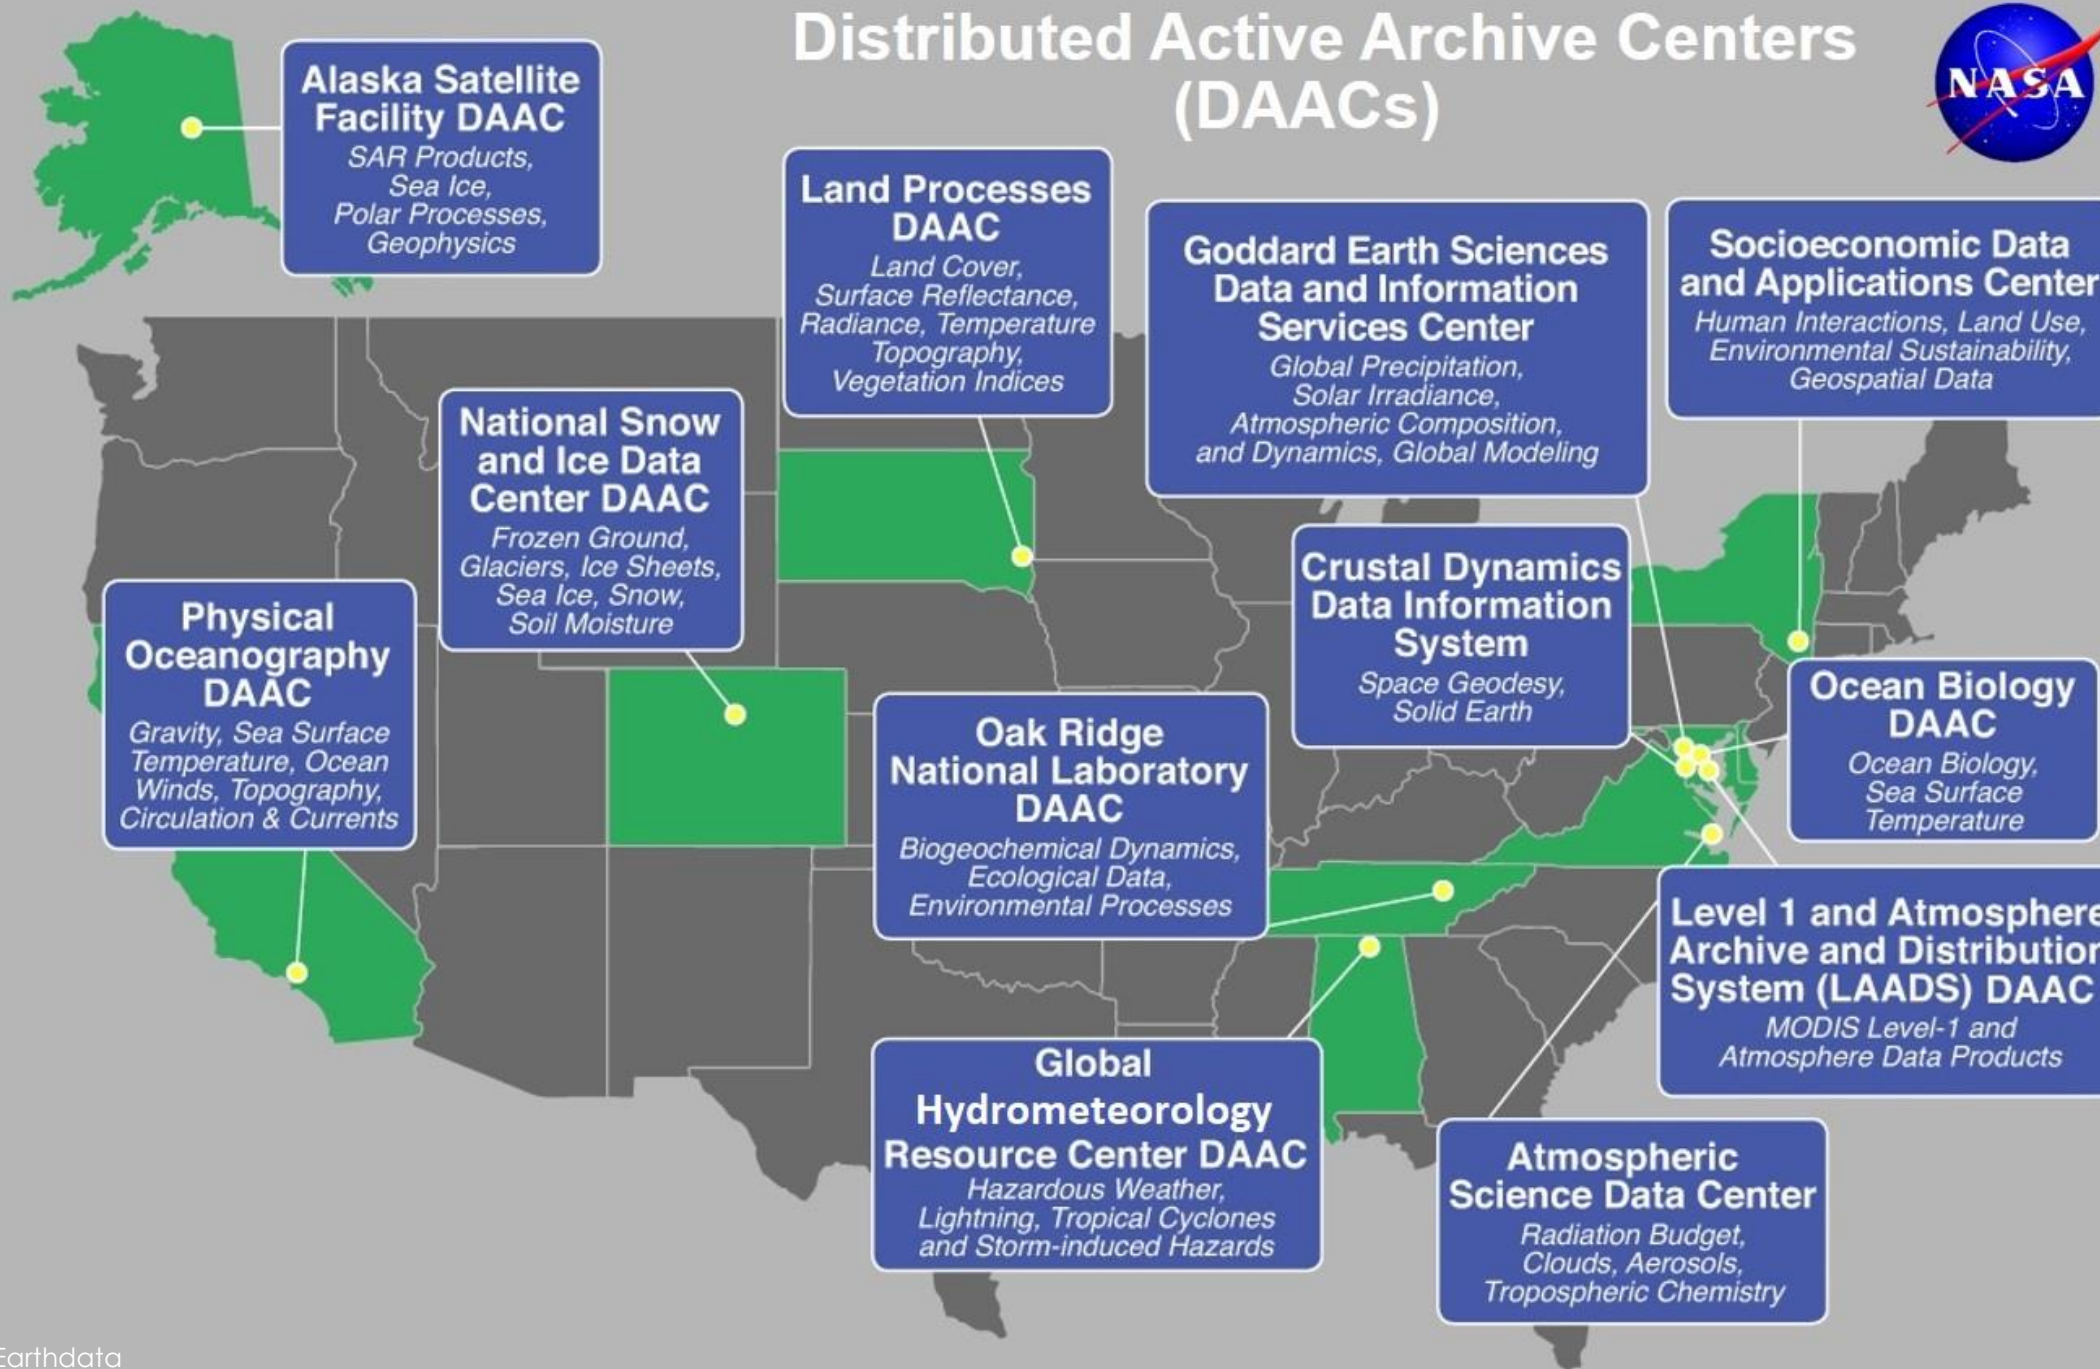 Distributed Active Archive Centers
(DAACs)
NASA
Alaska Satellite
Facility DAAC
SAR Products,
Sea Ice,
Polar Processes,
Geophysics
Land Processes
DAAC
Land Cover,
Surface Reflectance,
Radiance, Temperature
Topography,
Vegetation Indices
Goddard Earth Sciences
Data and Information
Services Center
Global Precipitation,
Solar Irradiance,
Atmospheric Composition,
and Dynamics, Global Modeling
Socioeconomic Data
and Applications Center
Human Interactions, Land Use,
Environmental Sustainability,
Geospatial Data
National Snow
and Ice Data
Center DAAC
Frozen Ground,
Glaciers, Ice Sheets,
Sea Ice, Snow,
Soil Moisture
Crustal Dynamics
Data Information
System
Space Geodesy,
Solid Earth
Physical
Oceanography
DAAC
Gravity, Sea Surface
Temperature, Ocean
Winds, Topography,
Circulation & Currents
Oak Ridge
National Laboratory
DAAC
Biogeochemical Dynamics,
Ecological Data,
Environmental Processes
Ocean Biology
DAAC
Ocean Biology,
Sea Surface
Temperature
Level 1 and Atmosphere
Archive and Distribution
System (LAADS) DAAC
MODIS Level-1 and
Atmosphere Data Products
Global
Hydrometeorology
Resource Center DAAC
Hazardous Weather,
Lightning, Tropical Cyclones
and Storm-induced Hazards
Atmospheric
Science Data Center
Radiation Budget,
Clouds, Aerosols,
Tropospheric Chemistry
Earthdata